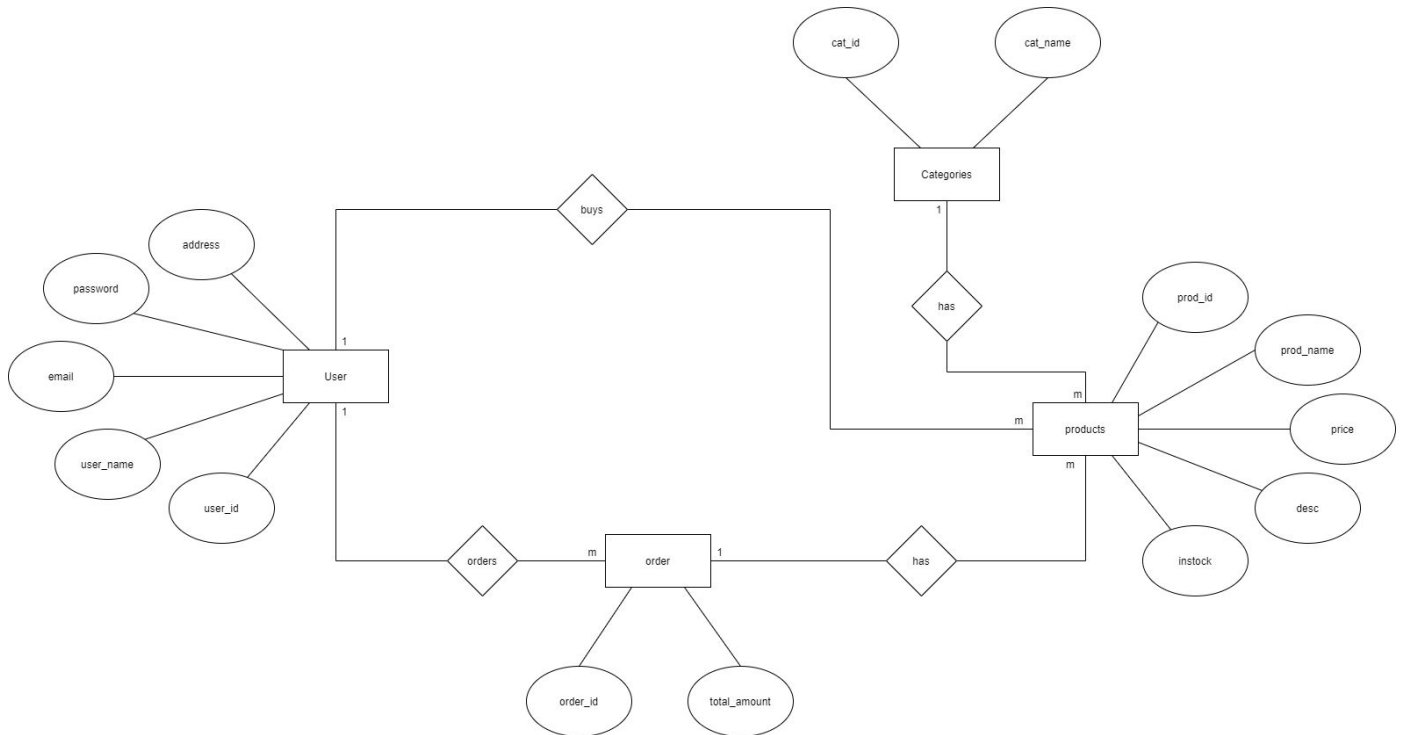 cat_id
cat_name
Categories
1
buys
address
has
prod_id
password
prod_name
1
User
email
1
m
m
products
m
price
user_name
user_id
desc
orders
m
order
1
has
instock
order_id
total_amount